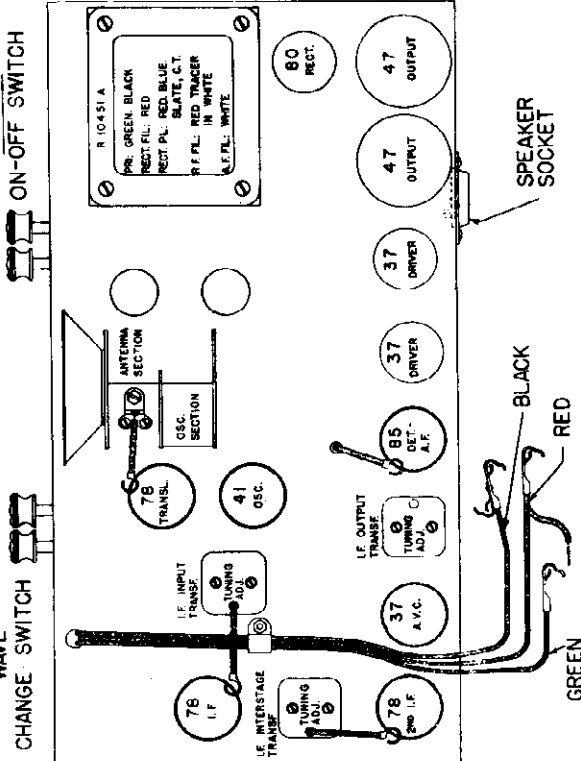 WAVE
CHANGE SWITCH
ON-OFF SWITCH
R 10451 A
PRI: GREEN. BLACK
RECT. FIL: RED
RECT. PL: RED. BLUE.
SLATE, C.T.
R F. FIL: RED TRACER
IN WHITE
A.F. FIL: WHITE
80
RECT.
ANTENNA
SECTION
OSC.
SECTION
78
TRANSL.
41
OSC.
I.F. INPUT
TRANSF.
TUNING
ADJ.
78
I.F.
I.F. INTERSTAGE
TRANSF.
TUNING
ADJ.
78
2ND I.F.
37
A.V.C.
I.F. OUTPUT
TRANSF.
TUNING
ADJ.
85
DET.-
A.F.
37
DRIVER
37
DRIVER
47
OUTPUT
47
OUTPUT
SPEAKER
SOCKET
BLACK
RED
GREEN